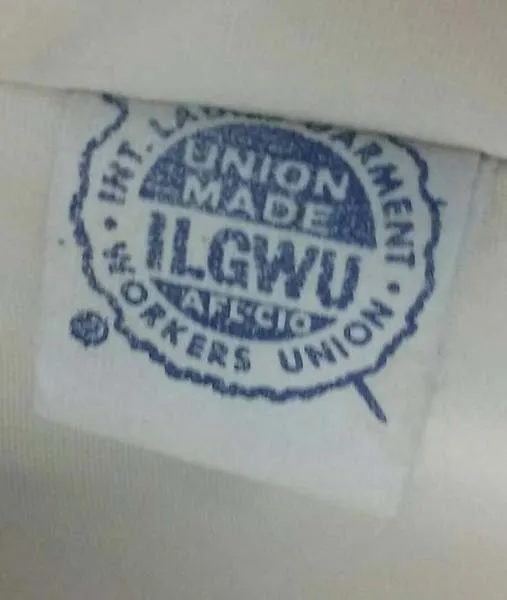 INT. LADIES GARMENT
UNION
MADE
ILGWU
AFL-CIO
• WORKERS UNION •
®